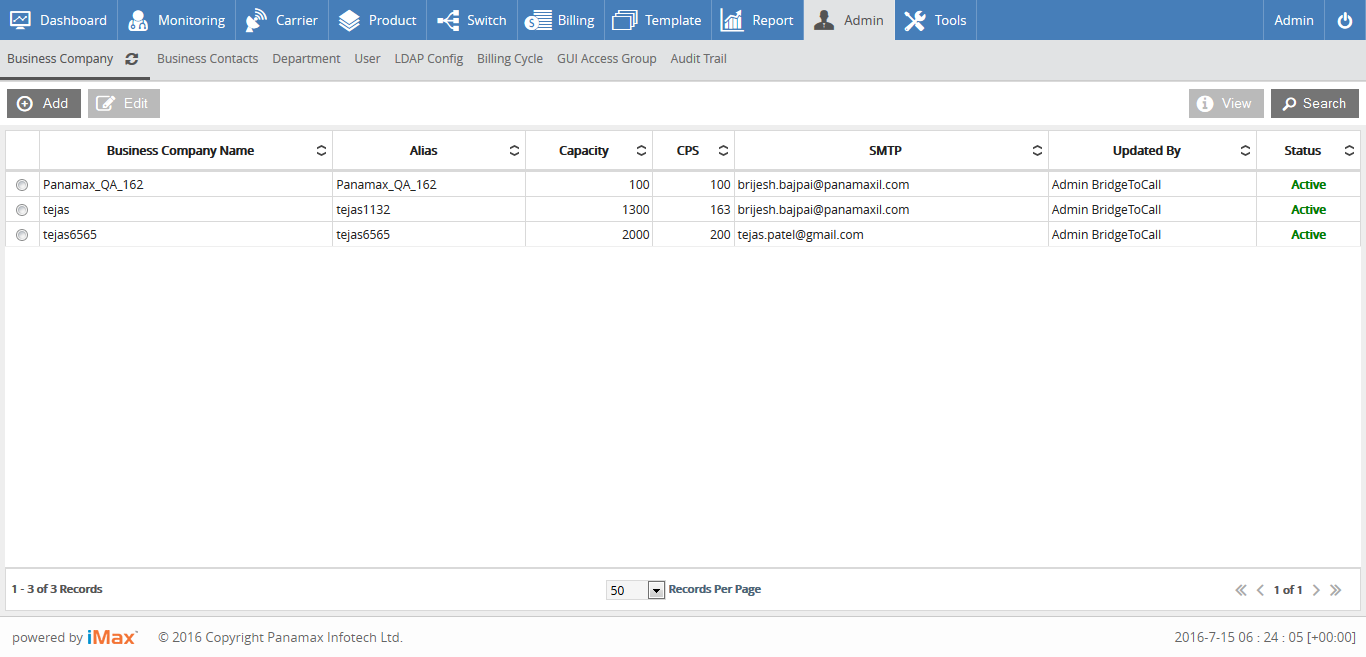 Dashboard Monitoring Carrier Product Switch Billing Template Report Admin Tools Admin
Business Company Business Contacts Department User LDAP Config Billing Cycle GUI Access Group Audit Trail
Add Edit View Search
Business Company Name Alias Capacity CPS SMTP Updated By Status
Panamax_QA_162 Panamax_QA_162 100 100 brijesh.bajpai@panamaxil.com Admin BridgeToCall Active
tejas tejas1132 1300 163 brijesh.bajpai@panamaxil.com Admin BridgeToCall Active
tejas6565 tejas6565 2000 200 tejas.patel@gmail.com Admin BridgeToCall Active
1 - 3 of 3 Records 50 Records Per Page 1 of 1
powered by iMax © 2016 Copyright Panamax Infotech Ltd. 2016-7-15 06 : 24 : 05 [+00:00]